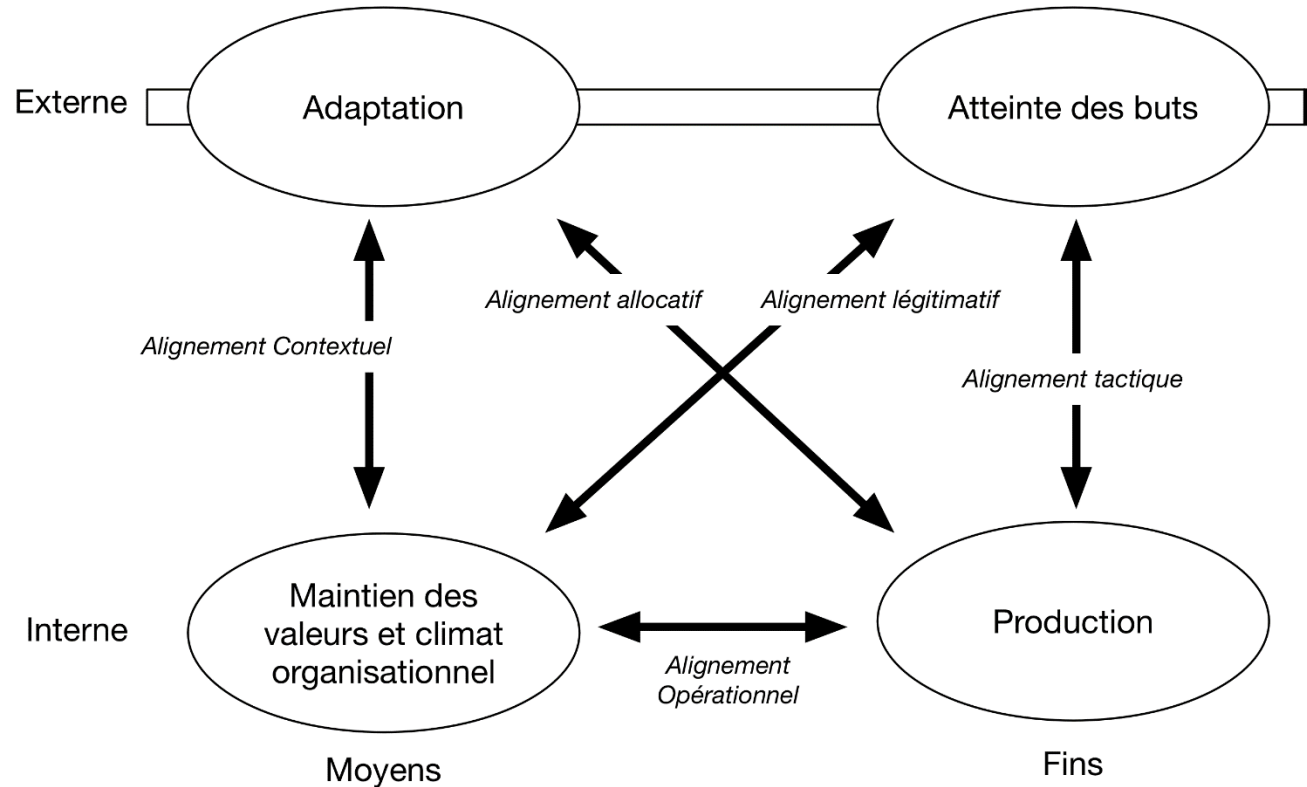 Externe
Adaptation
Atteinte des buts
Alignement allocatif
Alignement légitimatif
Alignement Contextuel
Alignement tactique
Interne
Maintien des
valeurs et climat
organisationnel
Alignement
Opérationnel
Production
Moyens
Fins